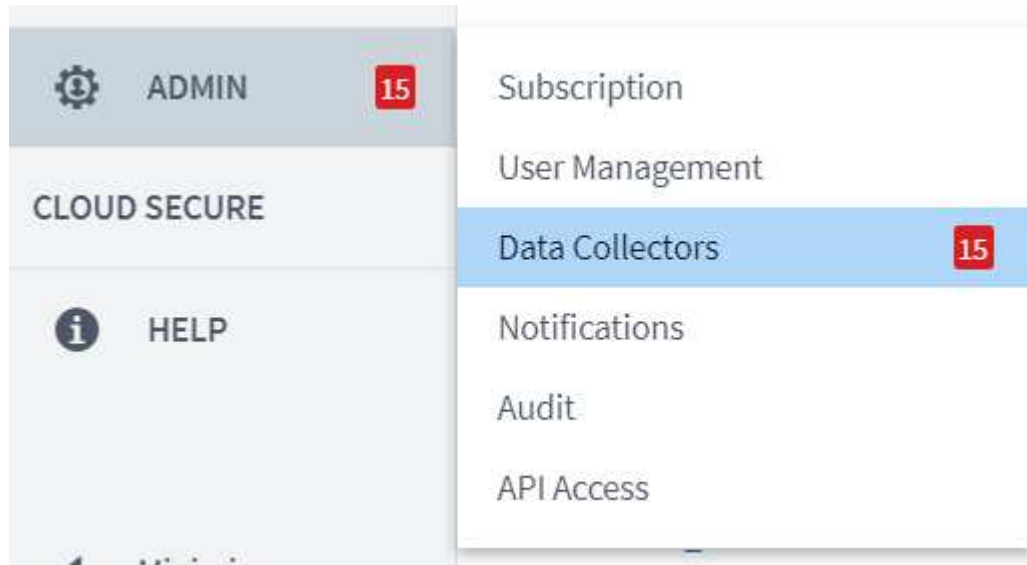 ADMIN 15
CLOUD SECURE
HELP
Subscription
User Management
Data Collectors 15
Notifications
Audit
API Access